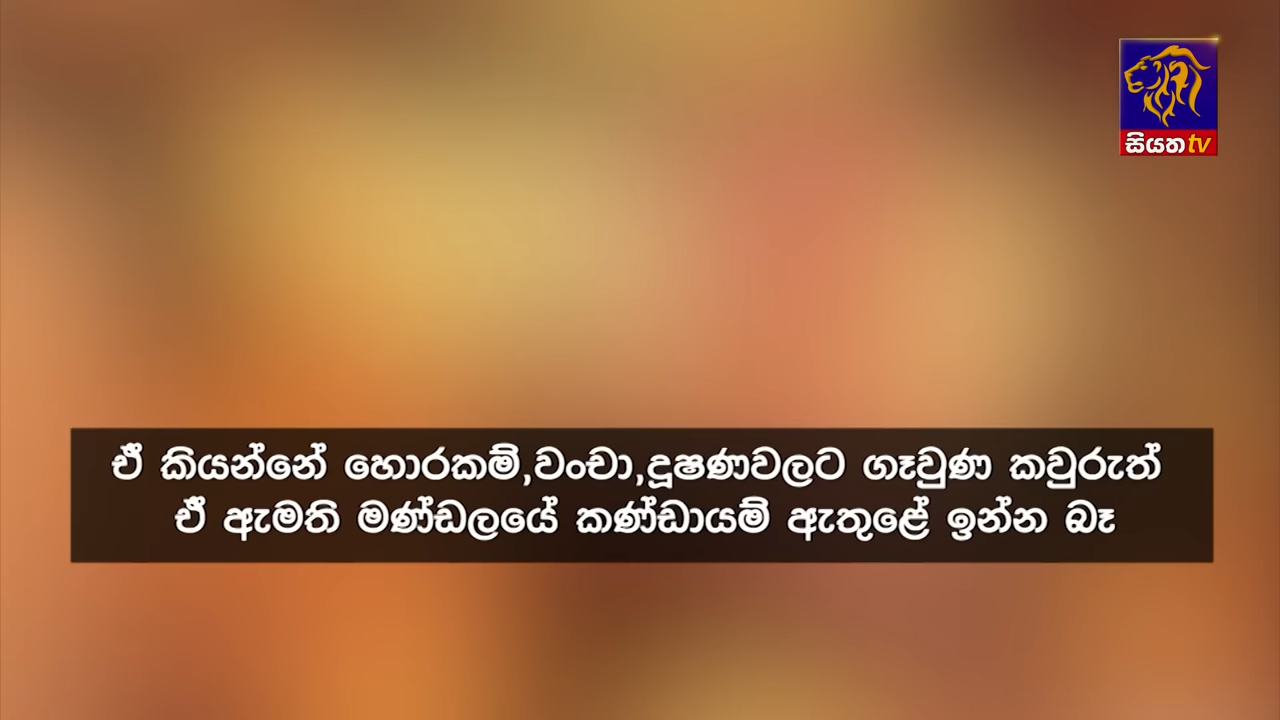 සියත tv
ඒ කියන්නේ හොරකම්,වංචා,දූෂණවලට ගෑවුණ කවුරුත්
ඒ ඇමති මණ්ඩලයේ කණ්ඩායම් ඇතුළේ ඉන්න බෑ